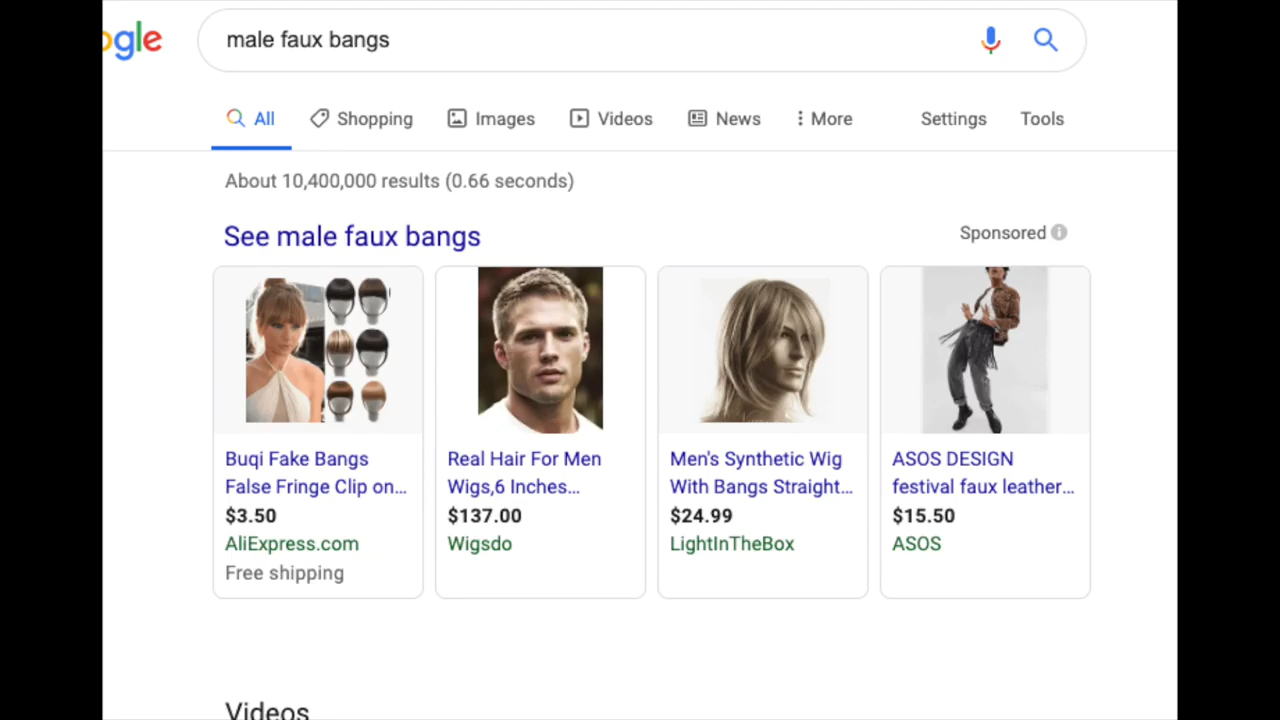 ogle
male faux bangs
All Shopping Images Videos News More Settings Tools
About 10,400,000 results (0.66 seconds)
See male faux bangs
Sponsored
Buqi Fake Bangs
False Fringe Clip on...
$3.50
AliExpress.com
Free shipping
Real Hair For Men
Wigs,6 Inches...
$137.00
Wigsdo
Men's Synthetic Wig
With Bangs Straight...
$24.99
LightInTheBox
ASOS DESIGN
festival faux leather...
$15.50
ASOS
Videos